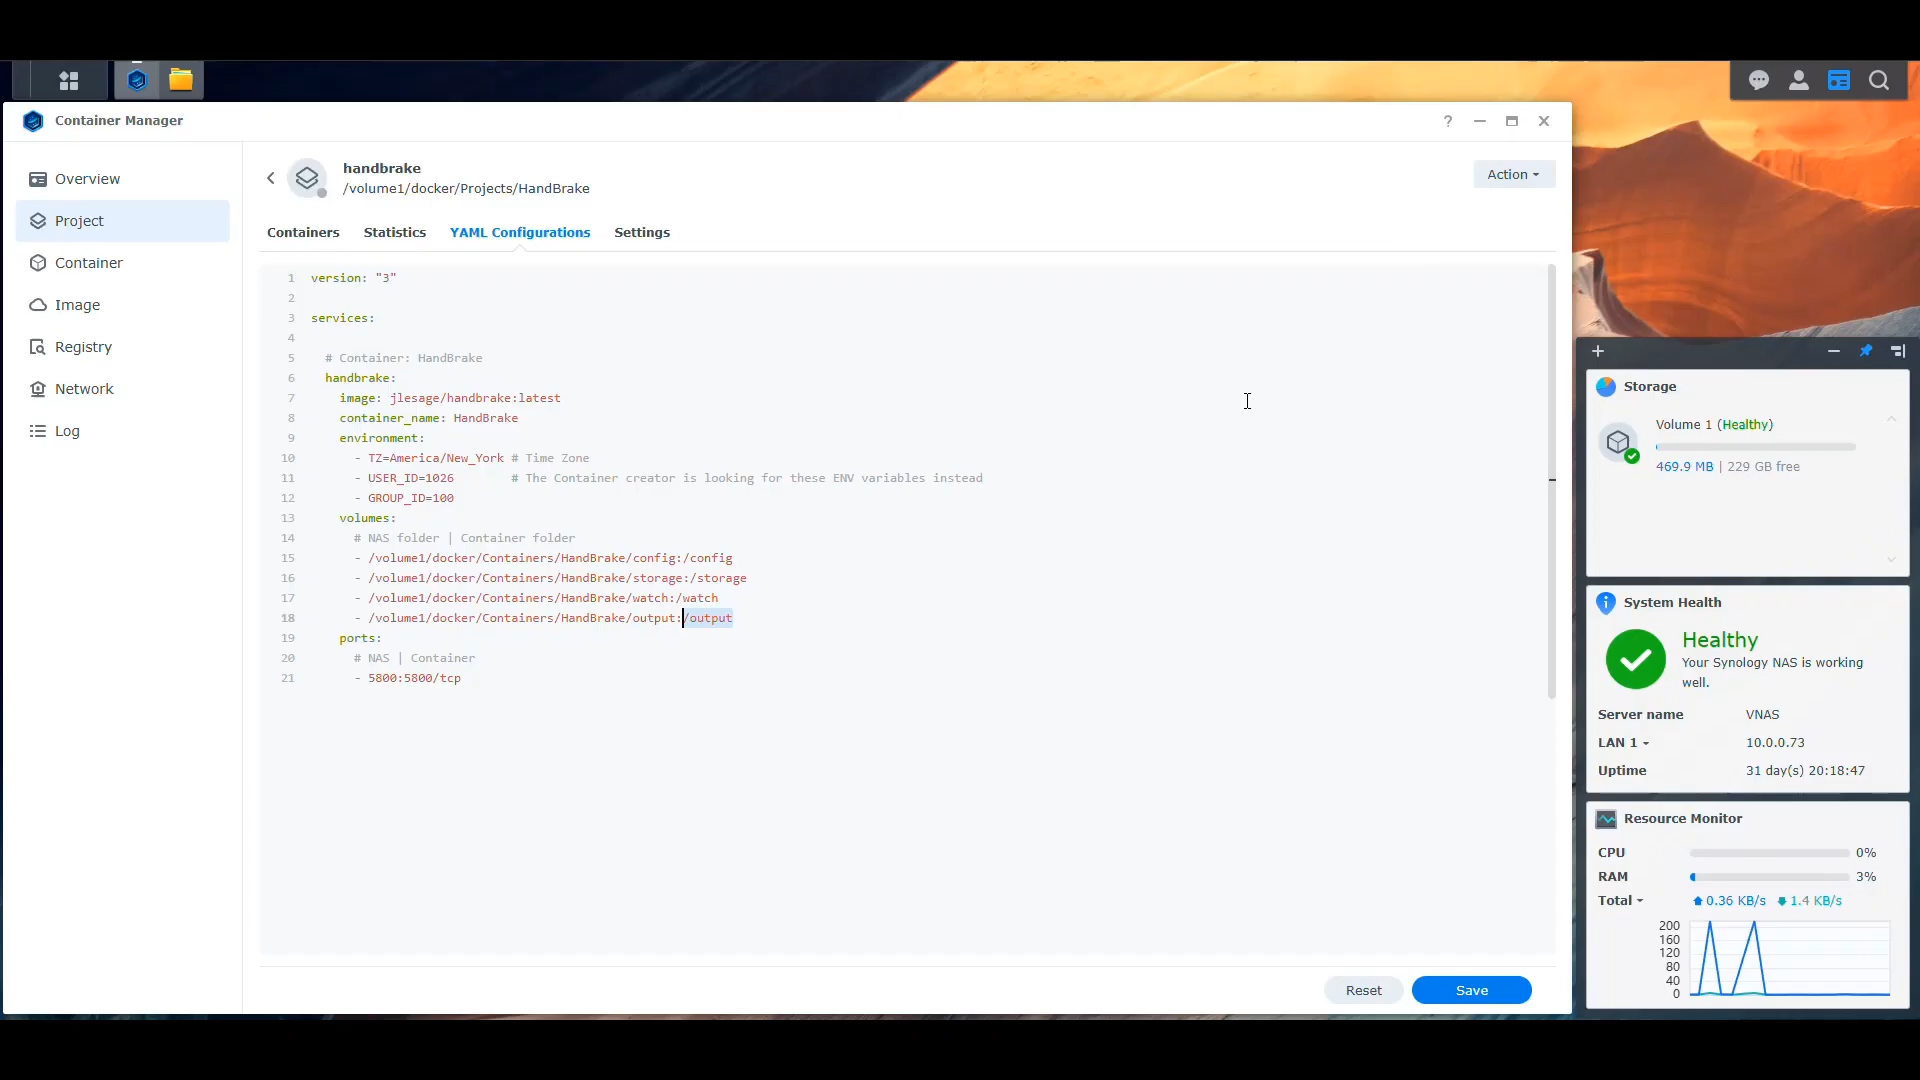 Container Manager
?
Overview
Project
Container
Image
Registry
Network
Log
handbrake
/volume1/docker/Projects/HandBrake
Action
Containers
Statistics
YAML Configurations
Settings
1 version: "3"
2
3 services:
4
5 # Container: HandBrake
6 handbrake:
7 image: jlesage/handbrake:latest
8 container_name: HandBrake
9 environment:
10 - TZ=America/New_York # Time Zone
11 - USER_ID=1026 # The Container creator is looking for these ENV variables instead
12 - GROUP_ID=100
13 volumes:
14 # NAS folder | Container folder
15 - /volume1/docker/Containers/HandBrake/config:/config
16 - /volume1/docker/Containers/HandBrake/storage:/storage
17 - /volume1/docker/Containers/HandBrake/watch:/watch
18 - /volume1/docker/Containers/HandBrake/output:/output
19 ports:
20 # NAS | Container
21 - 5800:5800/tcp
Reset
Save
Storage
Volume 1 (Healthy)
469.9 MB | 229 GB free
System Health
Healthy
Your Synology NAS is working
well.
Server name VNAS
LAN 1 10.0.0.73
Uptime 31 day(s) 20:18:47
Resource Monitor
CPU 0%
RAM 3%
Total 0.36 KB/s 1.4 KB/s
200
160
120
80
40
0